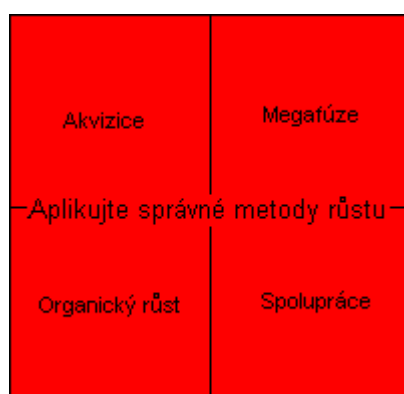 Akvizice
Megafúze
Aplikujte správné metody růstu
Organický růst
Spolupráce